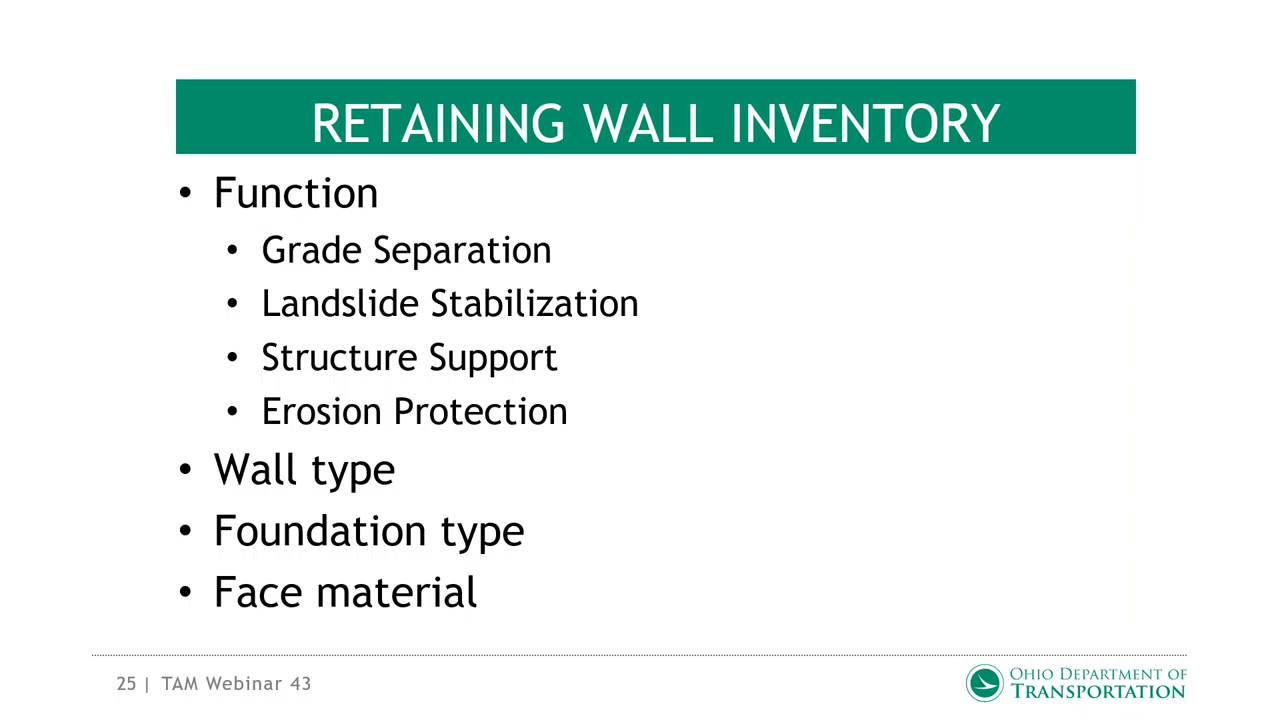 RETAINING WALL INVENTORY
• Function
• Grade Separation
• Landslide Stabilization
• Structure Support
• Erosion Protection
• Wall type
• Foundation type
• Face material
25 | TAM Webinar 43
OHIO DEPARTMENT OF
TRANSPORTATION